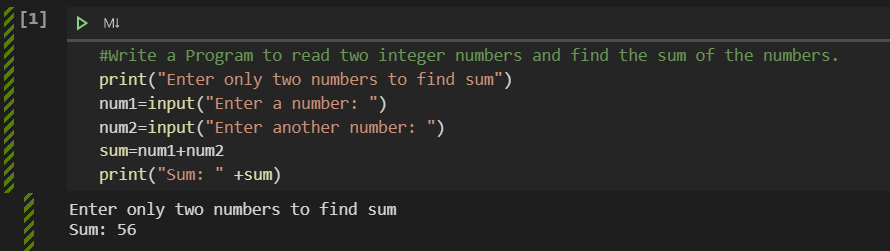 [1]
M↓
#Write a Program to read two integer numbers and find the sum of the numbers.
print("Enter only two numbers to find sum")
num1=input("Enter a number: ")
num2=input("Enter another number: ")
sum=num1+num2
print("Sum: " +sum)
Enter only two numbers to find sum
Sum: 56